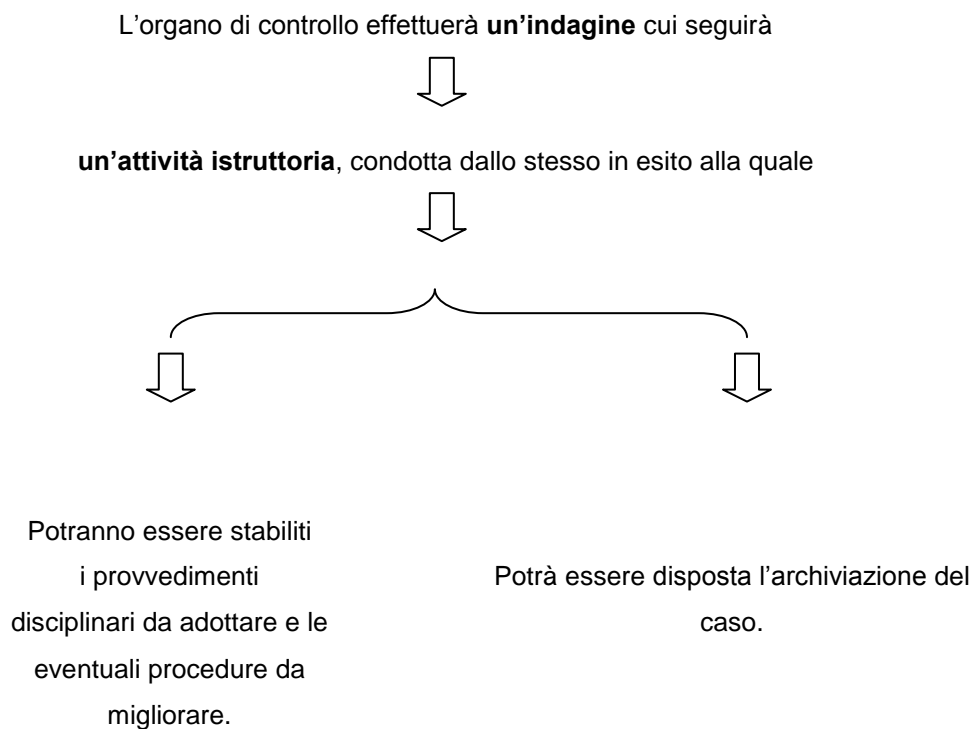 L’organo di controllo effettuerà un’indagine cui seguirà
un’attività istruttoria, condotta dallo stesso in esito alla quale
Potranno essere stabiliti
i provvedimenti
disciplinari da adottare e le
eventuali procedure da
migliorare.
Potrà essere disposta l’archiviazione del
caso.